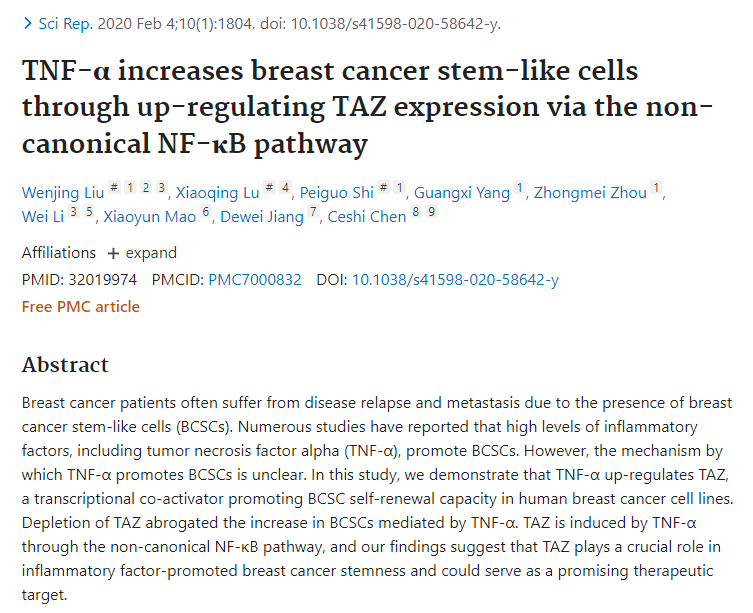 Sci Rep. 2020 Feb 4;10(1):1804. doi: 10.1038/s41598-020-58642-y.
TNF-α increases breast cancer stem-like cells
through up-regulating TAZ expression via the non-
canonical NF-κB pathway
Wenjing Liu # 1 2 3, Xiaoqing Lu # 4, Peiguo Shi # 1, Guangxi Yang 1, Zhongmei Zhou 1,
Wei Li 3 5, Xiaoyun Mao 6, Dewei Jiang 7, Ceshi Chen 8 9
Affiliations + expand
PMID: 32019974 PMCID: PMC7000832 DOI: 10.1038/s41598-020-58642-y
Free PMC article
Abstract
Breast cancer patients often suffer from disease relapse and metastasis due to the presence of breast
cancer stem-like cells (BCSCs). Numerous studies have reported that high levels of inflammatory
factors, including tumor necrosis factor alpha (TNF-α), promote BCSCs. However, the mechanism by
which TNF-α promotes BCSCs is unclear. In this study, we demonstrate that TNF-α up-regulates TAZ,
a transcriptional co-activator promoting BCSC self-renewal capacity in human breast cancer cell lines.
Depletion of TAZ abrogated the increase in BCSCs mediated by TNF-α. TAZ is induced by TNF-α
through the non-canonical NF-κB pathway, and our findings suggest that TAZ plays a crucial role in
inflammatory factor-promoted breast cancer stemness and could serve as a promising therapeutic
target.